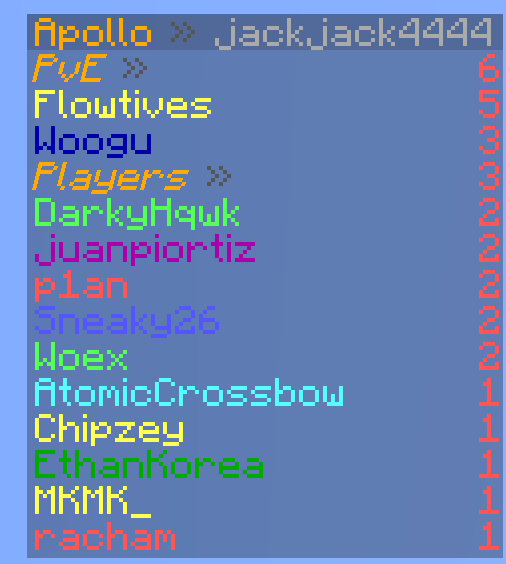 Apollo » jackjack4444
PvE » 6
Flowtives 5
Woogu 3
Players » 3
DarkyHqwk 2
juanpiortiz 2
p1an 2
Sneaky26 2
Woex 2
AtomicCrossbow 1
Chipzey 1
EthanKorea 1
MKMK_ 1
racham 1